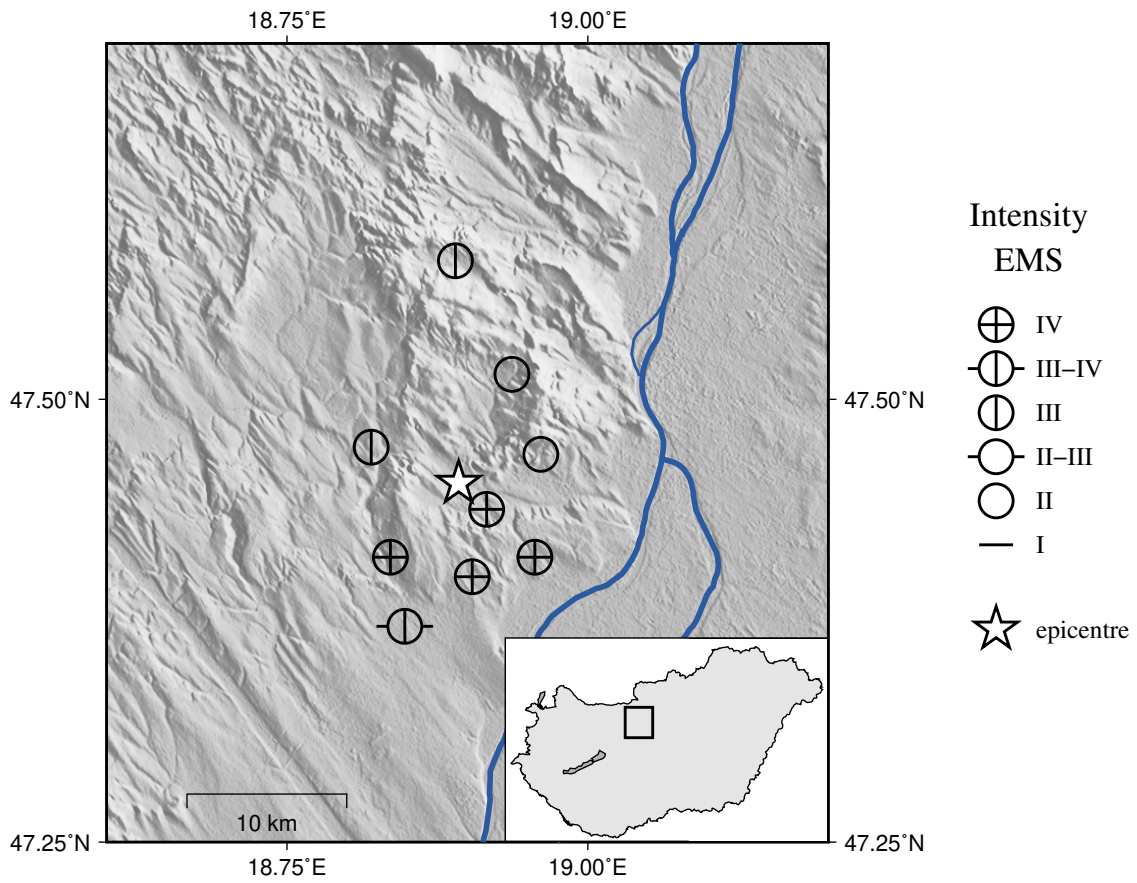 18.75˚E 19.00˚E
47.50˚N 47.50˚N
47.25˚N 47.25˚N
18.75˚E 19.00˚E
10 km
Intensity
EMS
IV
III–IV
III
II–III
II
I
epicentre